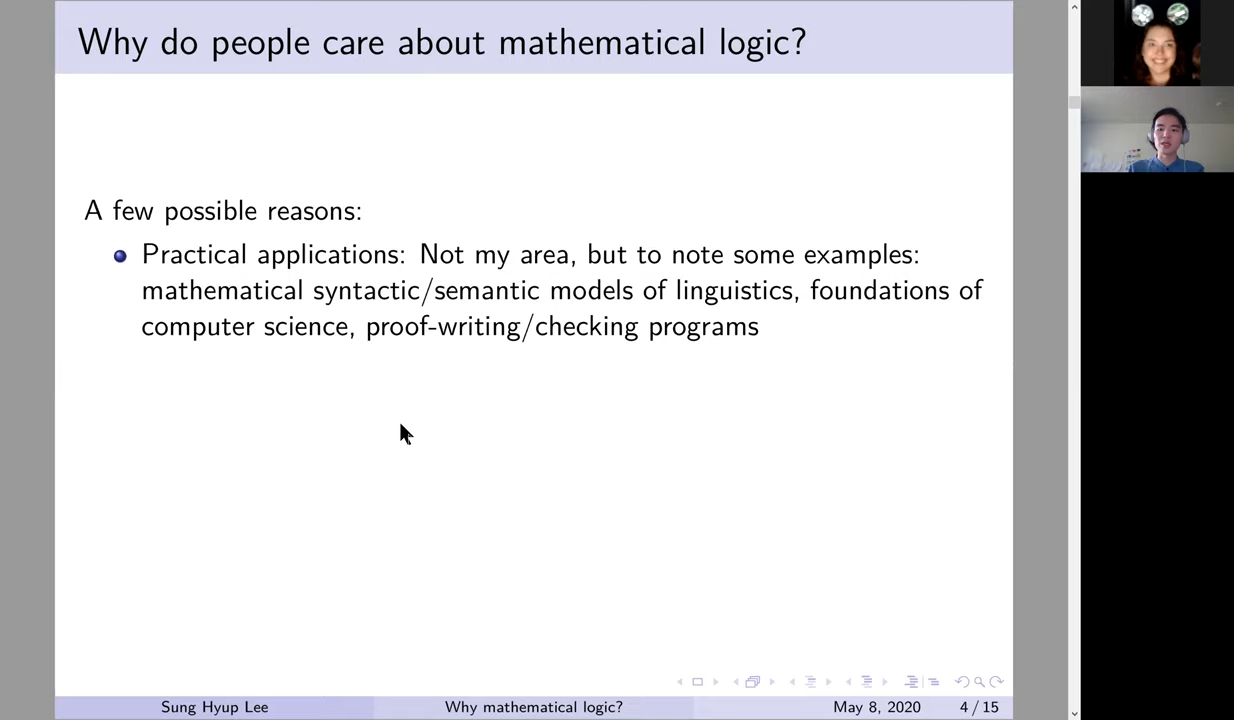 Why do people care about mathematical logic?
A few possible reasons:
Practical applications: Not my area, but to note some examples:
mathematical syntactic/semantic models of linguistics, foundations of
computer science, proof-writing/checking programs
Sung Hyup Lee
Why mathematical logic?
May 8, 2020
4 / 15